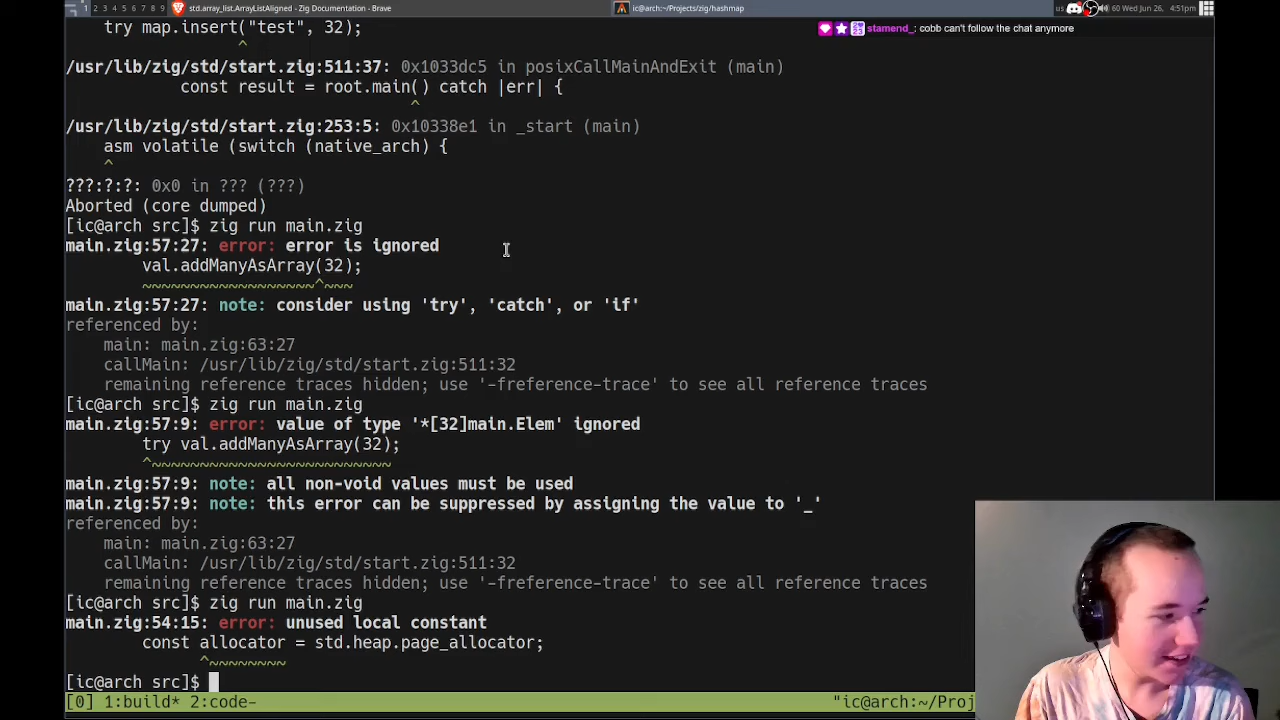 1 2 3 4 5 6 7 8 9 std.array_list.ArrayListAligned - Zig Documentation - Brave ic@arch:~/Projects/zig/hashmap us 60 Wed Jun 26, 4:51pm
stamend_: cobb can't follow the chat anymore
try map.insert("test", 32);
^
/usr/lib/zig/std/start.zig:511:37: 0x1033dc5 in posixCallMainAndExit (main)
const result = root.main() catch |err| {
^
/usr/lib/zig/std/start.zig:253:5: 0x10338e1 in _start (main)
asm volatile (switch (native_arch) {
^
???:?:?: 0x0 in ??? (???)
Aborted (core dumped)
[ic@arch src]$ zig run main.zig
main.zig:57:27: error: error is ignored
val.addManyAsArray(32);
~~~~~~~~~~~~~~~~~~^~~~
main.zig:57:27: note: consider using 'try', 'catch', or 'if'
referenced by:
main: main.zig:63:27
callMain: /usr/lib/zig/std/start.zig:511:32
remaining reference traces hidden; use '-freference-trace' to see all reference traces
[ic@arch src]$ zig run main.zig
main.zig:57:9: error: value of type '*[32]main.Elem' ignored
try val.addManyAsArray(32);
^~~~~~~~~~~~~~~~~~~~~~~~~~
main.zig:57:9: note: all non-void values must be used
main.zig:57:9: note: this error can be suppressed by assigning the value to '_'
referenced by:
main: main.zig:63:27
callMain: /usr/lib/zig/std/start.zig:511:32
remaining reference traces hidden; use '-freference-trace' to see all reference traces
[ic@arch src]$ zig run main.zig
main.zig:54:15: error: unused local constant
const allocator = std.heap.page_allocator;
^~~~~~~~~
[ic@arch src]$
[0] 1:build* 2:code- "ic@arch:~/Proj